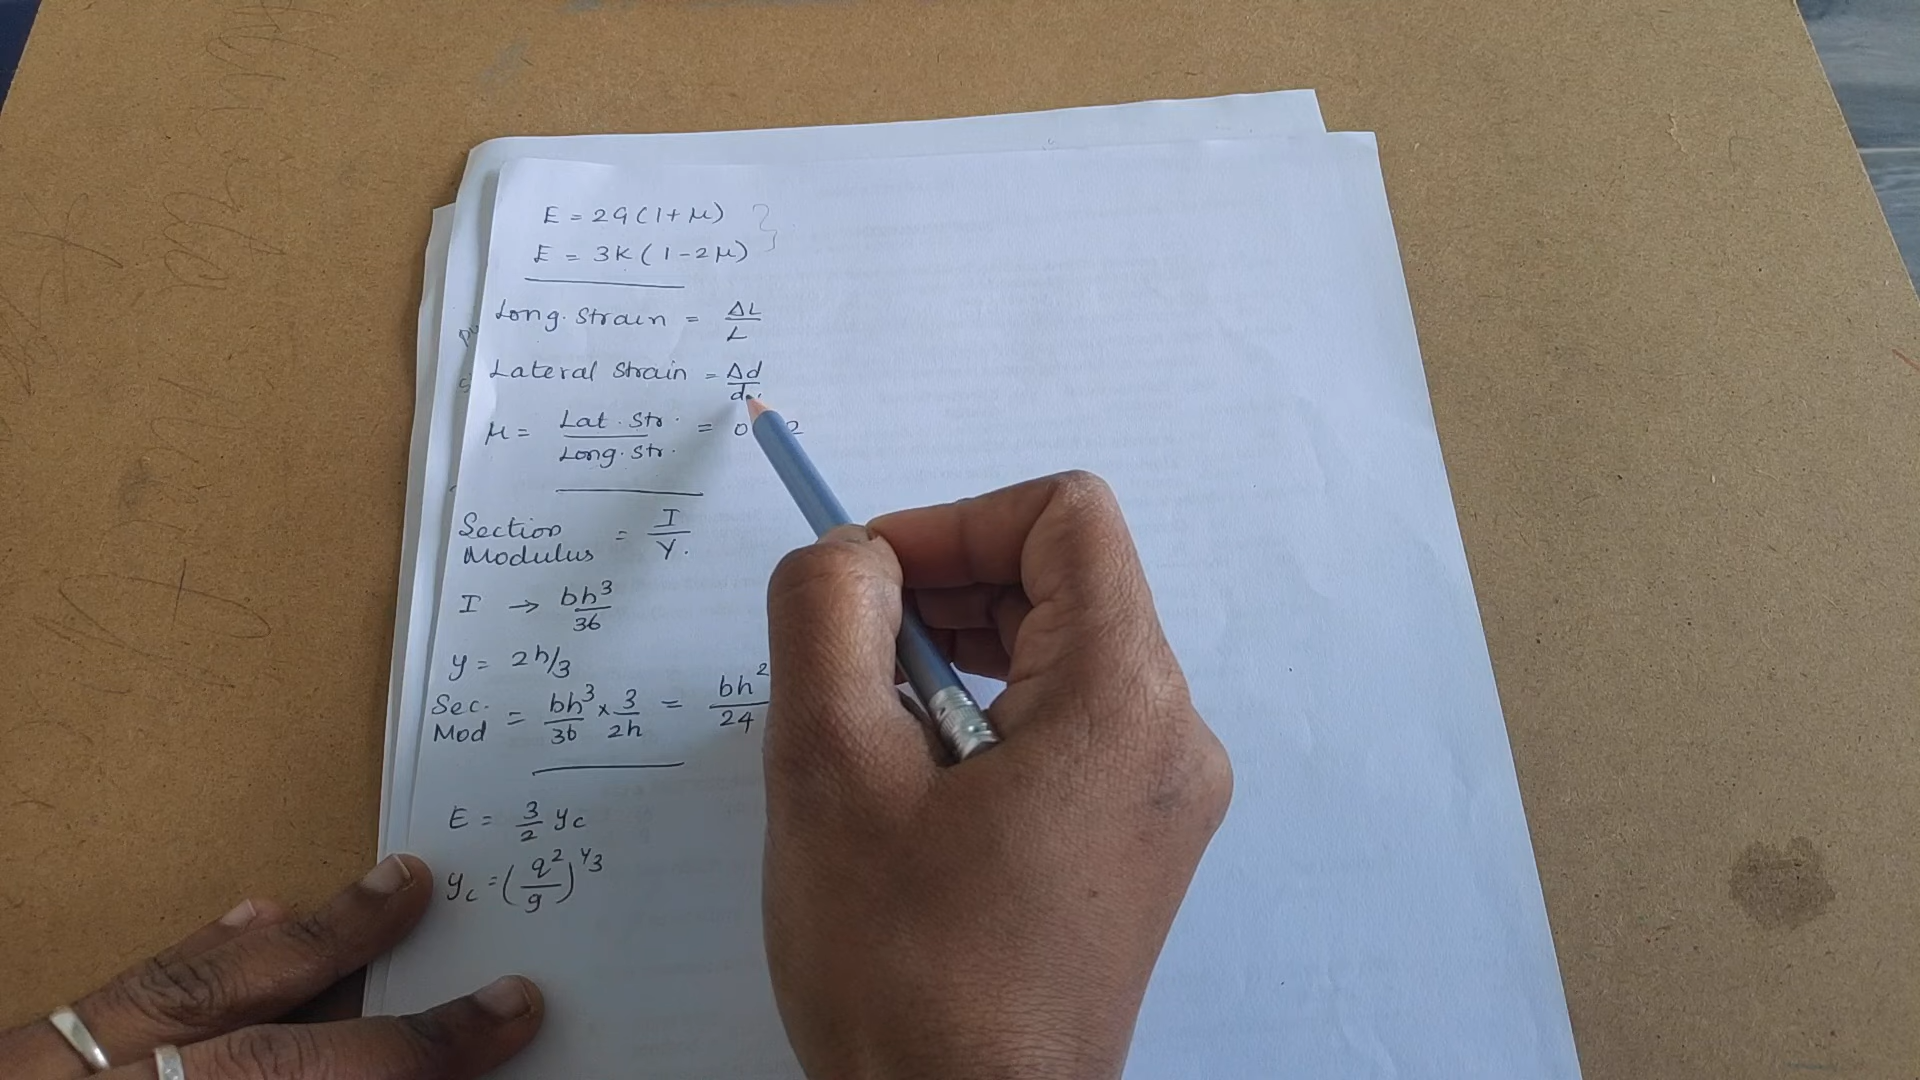 E = 2G(1+μ)
E = 3K(1-2μ)
Long. Strain = ΔL/L
Lateral Strain = Δd/d
μ = Lat. Str./Long. Str. =
Section Modulus = I/Y.
I → bh³/36
y = 2h/3
Sec. Mod = bh³/36 × 3/2h = bh²/24
E = 3/2 yc
yc = (q²/g)^1/3